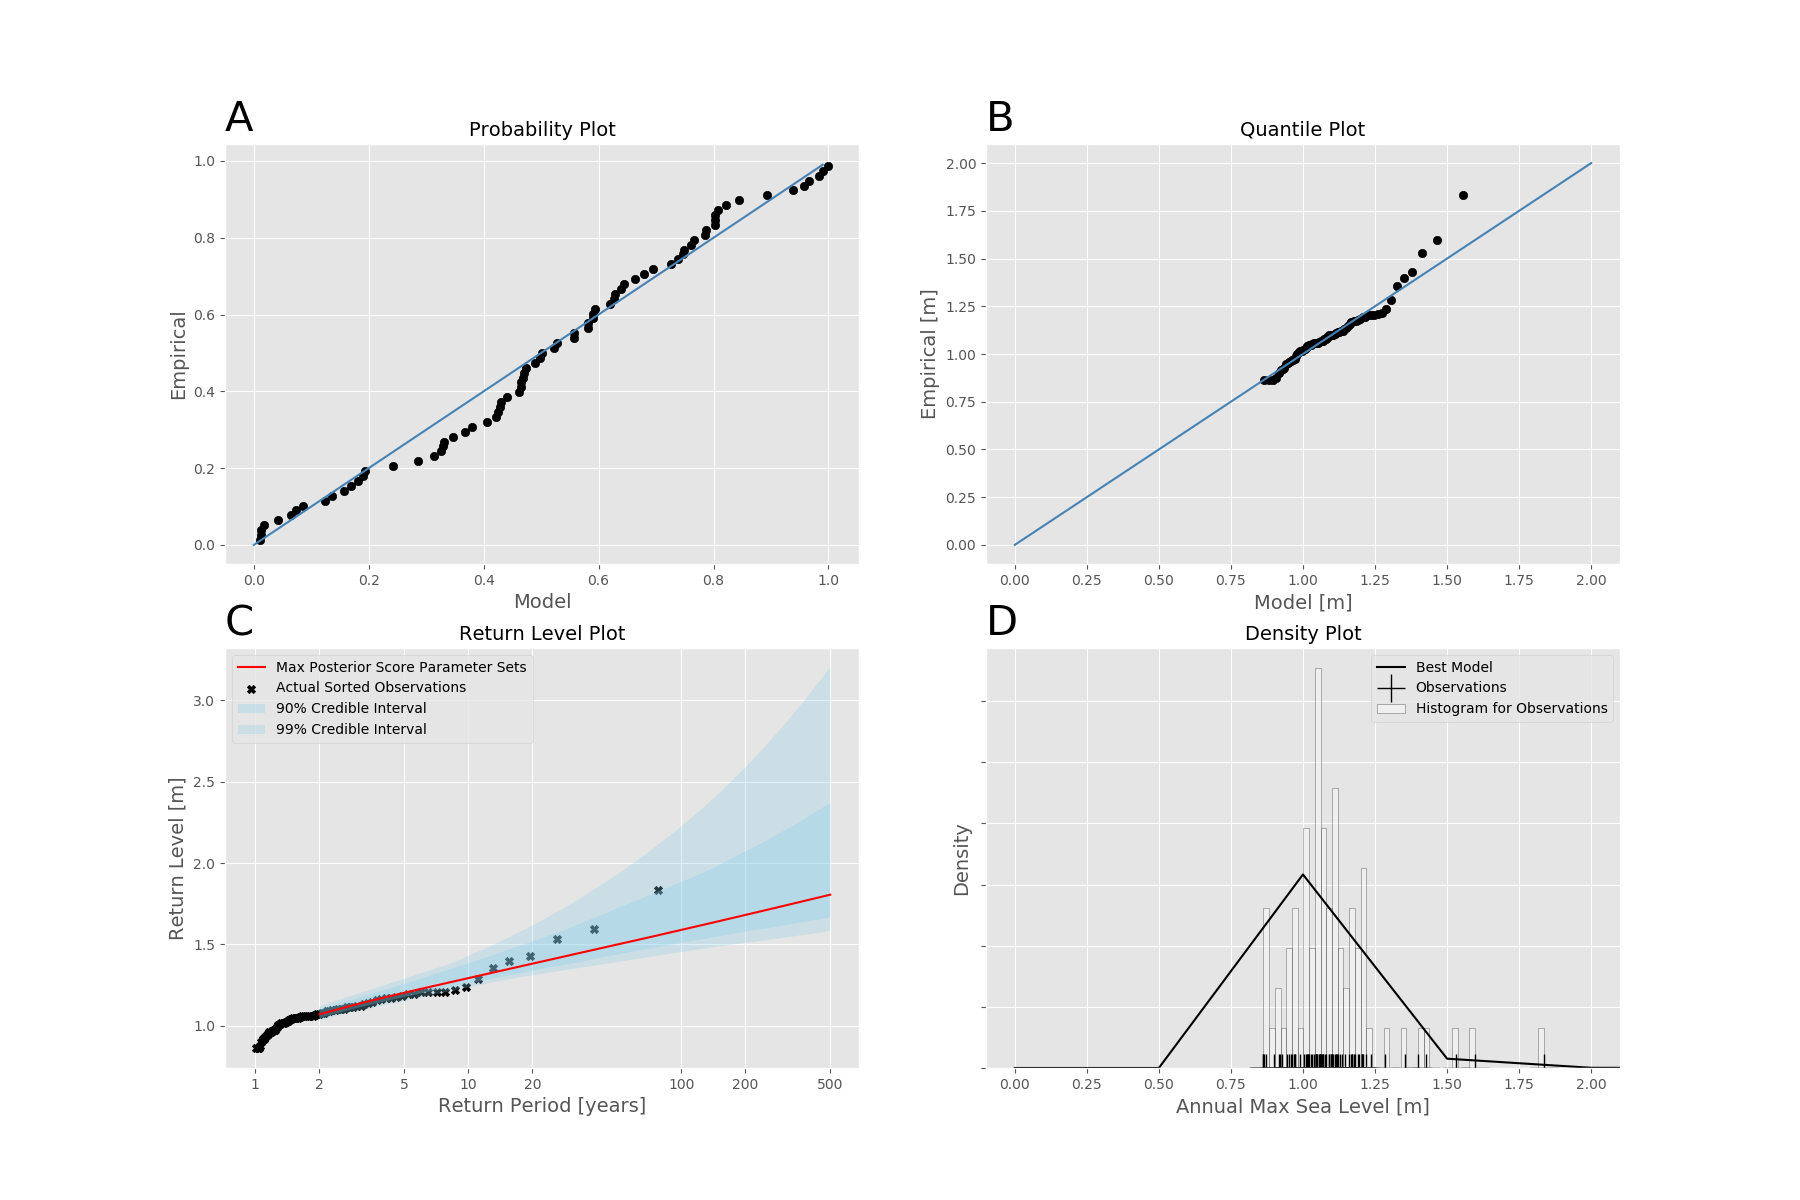 A
Probability Plot
1.0
0.8
0.6
0.4
0.2
0.0
Empirical
0.0 0.2 0.4 0.6 0.8 1.0
Model
B
Quantile Plot
2.00
1.75
1.50
1.25
1.00
0.75
0.50
0.25
0.00
Empirical [m]
0.00 0.25 0.50 0.75 1.00 1.25 1.50 1.75 2.00
Model [m]
C
Return Level Plot
Max Posterior Score Parameter Sets
Actual Sorted Observations
90% Credible Interval
99% Credible Interval
3.0
2.5
2.0
1.5
1.0
Return Level [m]
1 2 5 10 20 100 200 500
Return Period [years]
D
Density Plot
Best Model
Observations
Histogram for Observations
Density
0.00 0.25 0.50 0.75 1.00 1.25 1.50 1.75 2.00
Annual Max Sea Level [m]